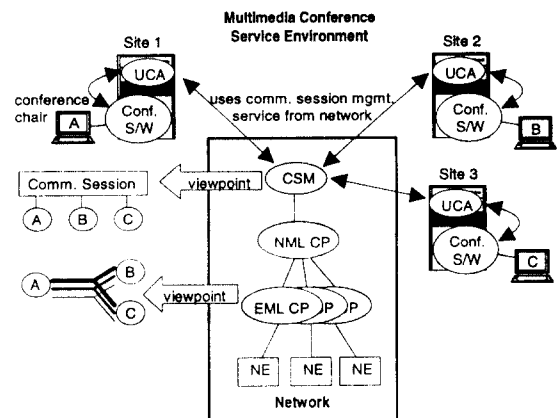 Multimedia Conference
Service Environment
Site 1
Site 2
UCA
UCA
conference
chair
A
Conf.
S/W
uses comm. session mgmt.
service from network
Conf.
S/W
B
Site 3
Comm. Session
A
B
C
viewpoint
CSM
UCA
Conf.
S/W
C
NML CP
A
B
C
viewpoint
EML CP
P
P
NE
NE
NE
Network